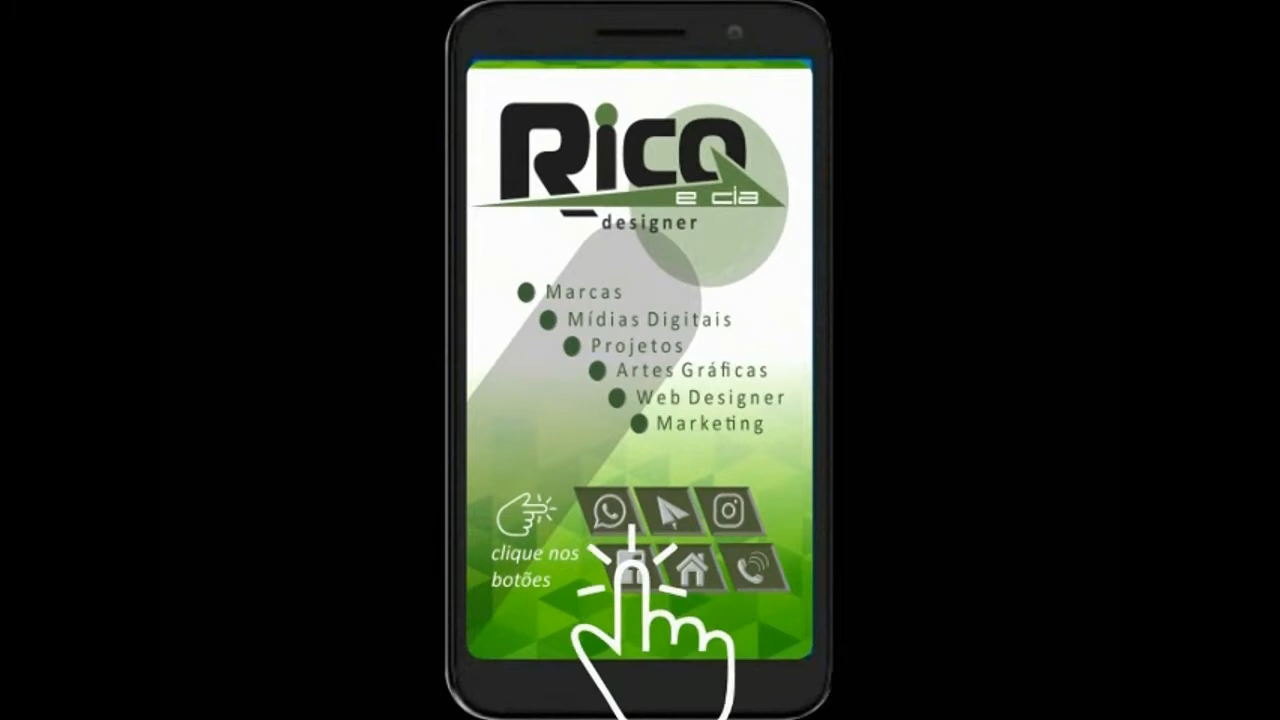 Rico
e cia
designer
Marcas
Mídias Digitais
Projetos
Artes Gráficas
Web Designer
Marketing
clique nos
botões